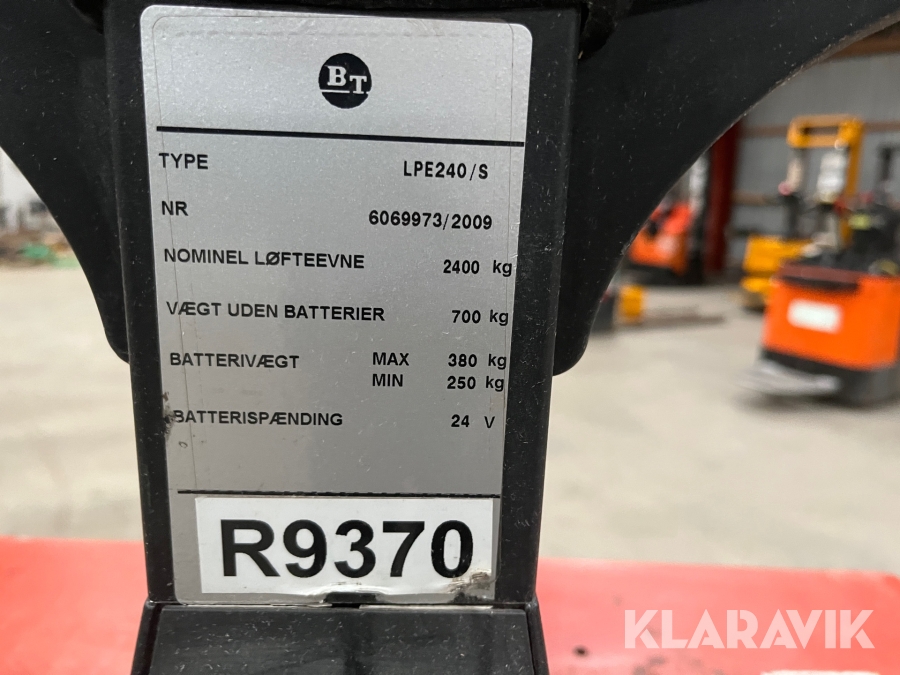 BT
TYPE LPE240/S
NR 6069973/2009
NOMINEL LØFTEEVNE 2400 kg
VÆGT UDEN BATTERIER 700 kg
BATTERIVÆGT MAX 380 kg
MIN 250 kg
BATTERISPÆNDING 24 V
R9370
KLARAVIK